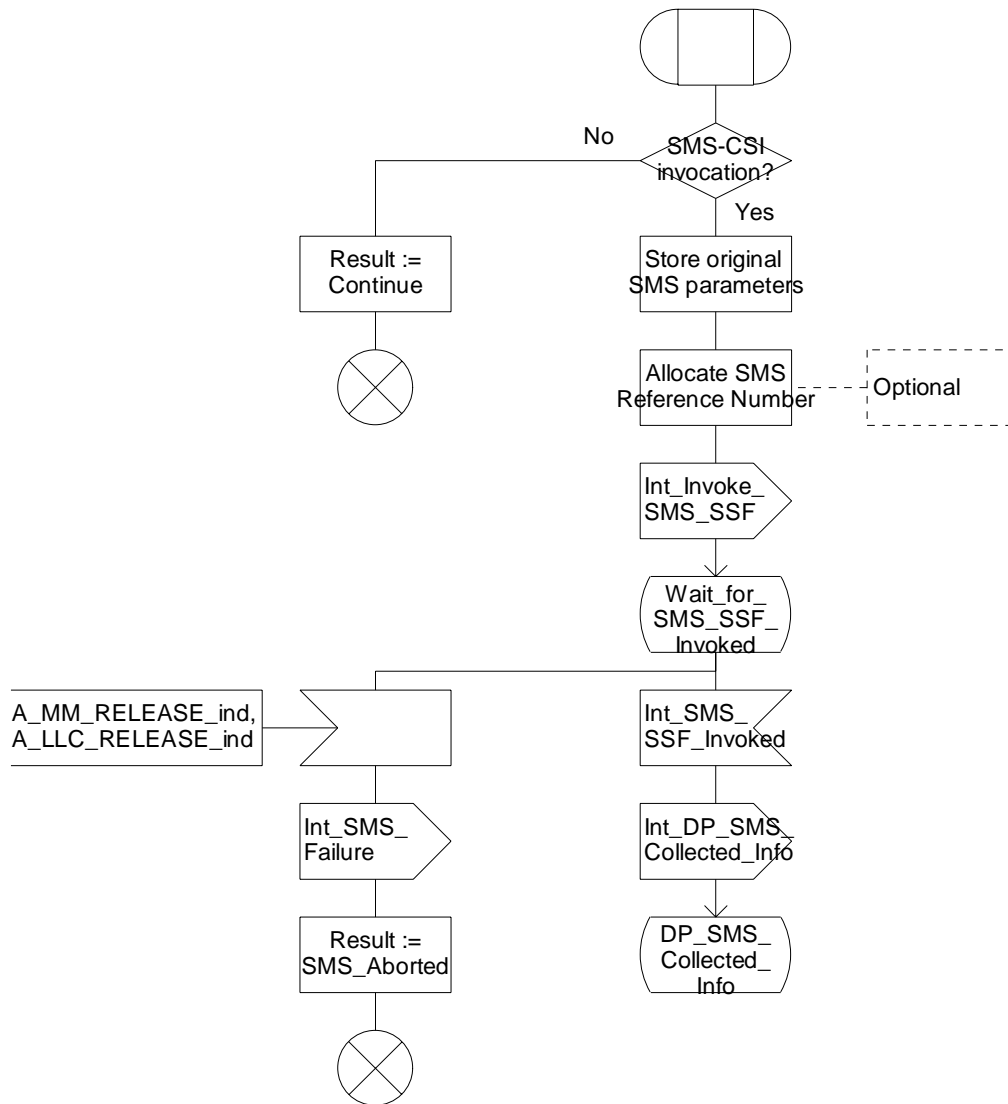 No
SMS-CSI
invocation?
Yes
Result :=
Continue
Store original
SMS parameters
Allocate SMS
Reference Number
Optional
Int_Invoke_
SMS_SSF
Wait_for_
SMS_SSF_
Invoked
A_MM_RELEASE_ind,
A_LLC_RELEASE_ind
Int_SMS_
SSF_Invoked
Int_SMS_
Failure
Int_DP_SMS_
Collected_Info
Result :=
SMS_Aborted
DP_SMS_
Collected_
Info